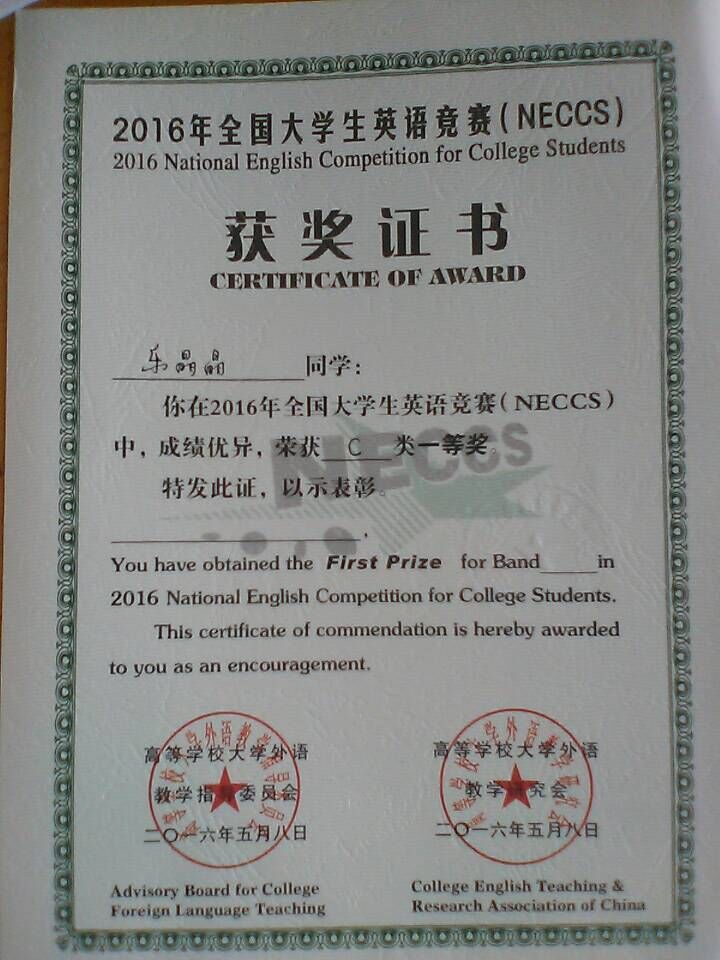 2016年全国大学生英语竞赛(NECCS)
2016 National English Competition for College Students
获奖证书
CERTIFICATE OF AWARD
乐晶晶 同学:
你在2016年全国大学生英语竞赛(NECCS)
中, 成绩优异, 荣获 C 类一等奖。
特发此证, 以示表彰。
NECCS
You have obtained the First Prize for Band in
2016 National English Competition for College Students.
This certificate of commendation is hereby awarded
to you as an encouragement.
高等学校大学外语
教学指导委员会
二〇一六年五月八日
Advisory Board for College
Foreign Language Teaching
高等学校大学外语
教学研究会
二〇一六年五月八日
College English Teaching &
Research Association of China